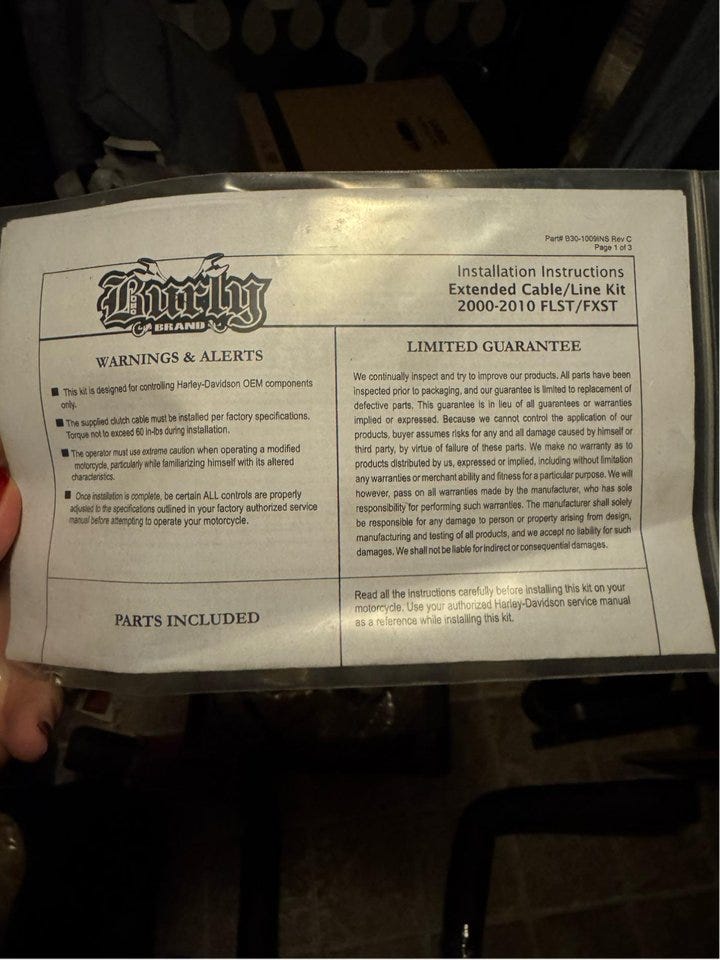 Part# B30-1009INS Rev C
Page 1 of 3
Burly
BRAND
Installation Instructions
Extended Cable/Line Kit
2000-2010 FLST/FXST
WARNINGS & ALERTS
This kit is designed for controlling Harley-Davidson OEM components
only.
The supplied clutch cable must be installed per factory specifications.
Torque not to exceed 60 in-lbs during installation.
The operator must use extreme caution when operating a modified
motorcycle, particularly while familiarizing himself with its altered
characteristics.
Once installation is complete, be certain ALL controls are properly
adjusted to the specifications outlined in your factory authorized service
manual before attempting to operate your motorcycle.
LIMITED GUARANTEE
We continually inspect and try to improve our products. All parts have been
inspected prior to packaging, and our guarantee is limited to replacement of
defective parts. This guarantee is in lieu of all guarantees or warranties
implied or expressed. Because we cannot control the application of our
products, buyer assumes risks for any and all damage caused by himself or
third party, by virtue of failure of these parts. We make no warranty as to
products distributed by us, expressed or implied, including without limitation
any warranties or merchant ability and fitness for a particular purpose. We will
however, pass on all warranties made by the manufacturer, who has sole
responsibility for performing such warranties. The manufacturer shall solely
be responsible for any damage to person or property arising from design,
manufacturing and testing of all products, and we accept no liability for such
damages. We shall not be liable for indirect or consequential damages.
PARTS INCLUDED
Read all the instructions carefully before installing this kit on your
motorcycle. Use your authorized Harley-Davidson service manual
as a reference while installing this kit.